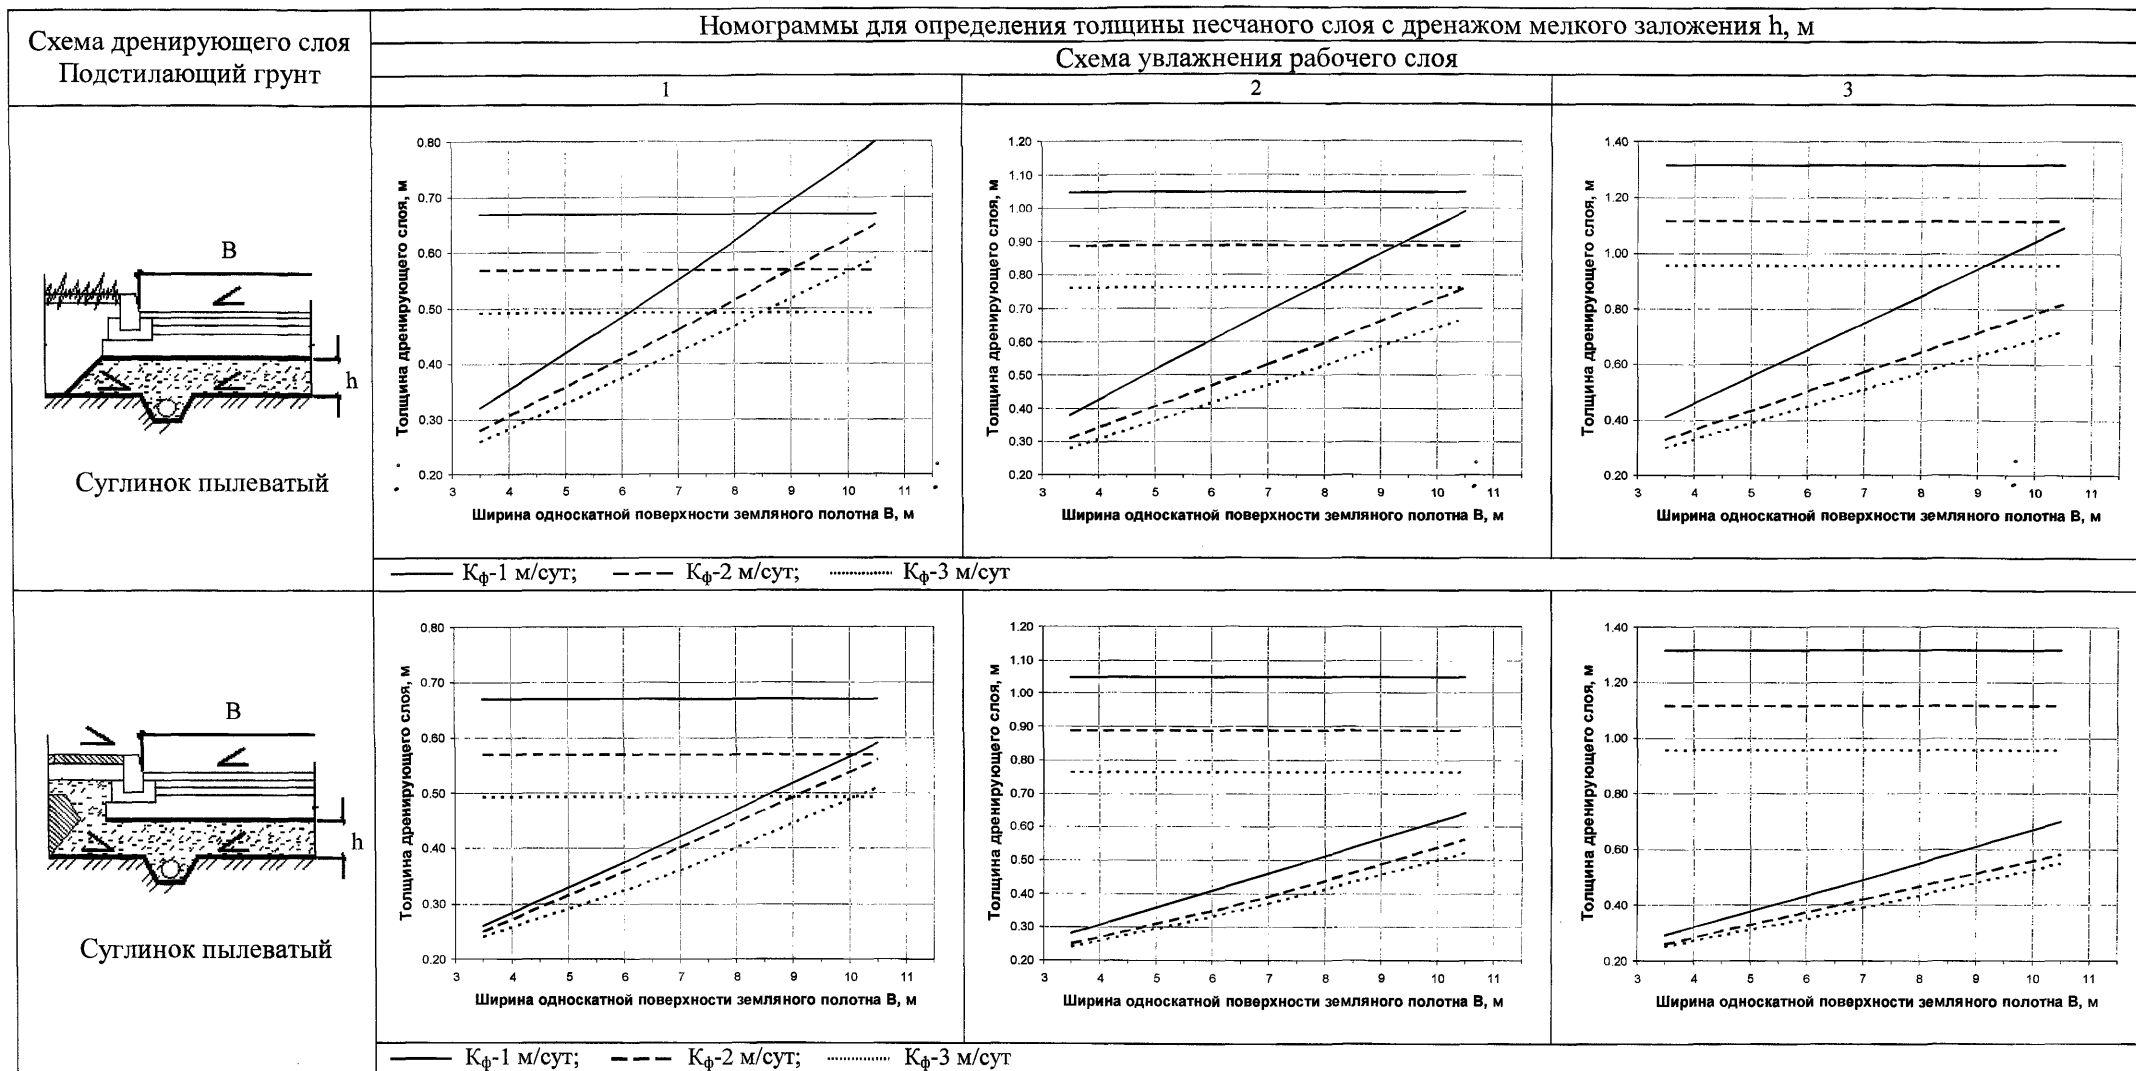 Схема дренирующего слоя
Подстилающий грунт
Номограммы для определения толщины песчаного слоя с дренажом мелкого заложения h, м
Схема увлажнения рабочего слоя
1
2
3
B
h
Суглинок пылеватый
Толщина дренирующего слоя, м
0.80
0.70
0.60
0.50
0.40
0.30
0.20
3 4 5 6 7 8 9 10 11
Ширина односкатной поверхности земляного полотна В, м
Толщина дренирующего слоя, м
1.20
1.10
1.00
0.90
0.80
0.70
0.60
0.50
0.40
0.30
0.20
3 4 5 6 7 8 9 10 11
Ширина односкатной поверхности земляного полотна В, м
Толщина дренирующего слоя, м
1.40
1.20
1.00
0.80
0.60
0.40
0.20
3 4 5 6 7 8 9 10 11
Ширина односкатной поверхности земляного полотна В, м
Кф-1 м/сут; Кф-2 м/сут; Кф-3 м/сут
B
h
Суглинок пылеватый
Толщина дренирующего слоя, м
0.80
0.70
0.60
0.50
0.40
0.30
0.20
3 4 5 6 7 8 9 10 11
Ширина односкатной поверхности земляного полотна В, м
Толщина дренирующего слоя, м
1.20
1.10
1.00
0.90
0.80
0.70
0.60
0.50
0.40
0.30
0.20
3 4 5 6 7 8 9 10 11
Ширина односкатной поверхности земляного полотна В, м
Толщина дренирующего слоя, м
1.40
1.20
1.00
0.80
0.60
0.40
0.20
3 4 5 6 7 8 9 10 11
Ширина односкатной поверхности земляного полотна В, м
Кф-1 м/сут; Кф-2 м/сут; Кф-3 м/сут